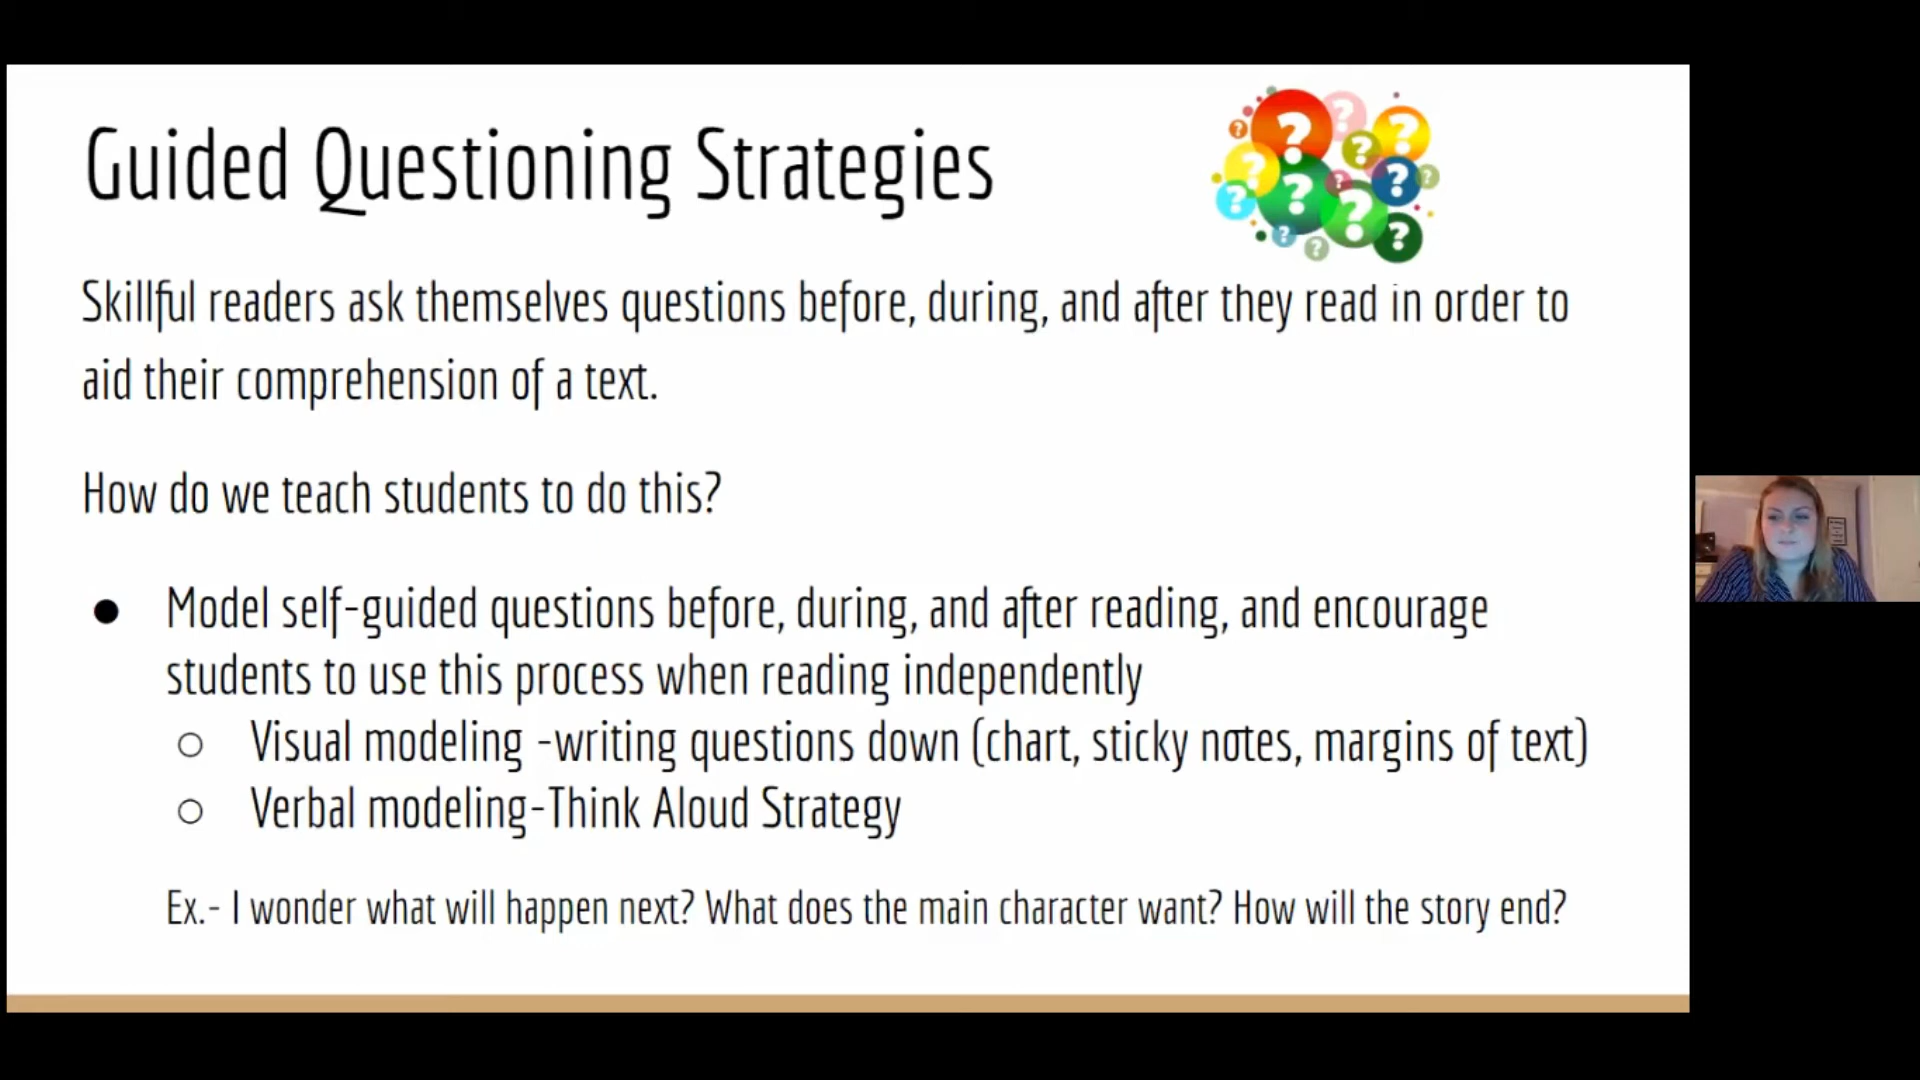 Guided Questioning Strategies
Skillful readers ask themselves questions before, during, and after they read in order to
aid their comprehension of a text.
How do we teach students to do this?
● Model self-guided questions before, during, and after reading, and encourage
students to use this process when reading independently
○ Visual modeling -writing questions down (chart, sticky notes, margins of text)
○ Verbal modeling-Think Aloud Strategy
Ex.- I wonder what will happen next? What does the main character want? How will the story end?